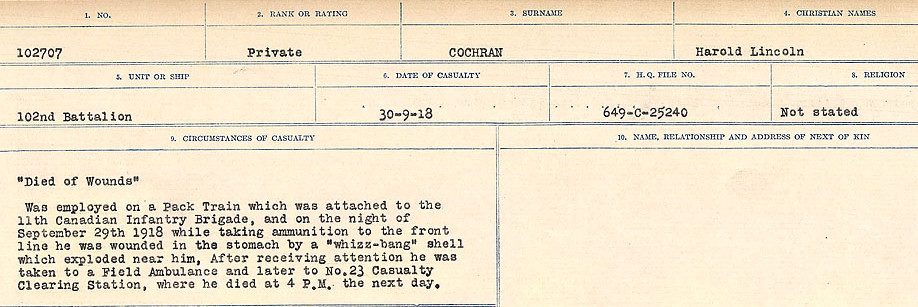 1. NO. 2. RANK OR RATING 3. SURNAME 4. CHRISTIAN NAMES
102707 Private COCHRAN Harold Lincoln
5. UNIT OR SHIP 6. DATE OF CASUALTY 7. H.Q. FILE NO. 8. RELIGION
102nd Battalion 30-9-18 649-C-25240 Not stated
9. CIRCUMSTANCES OF CASUALTY 10. NAME, RELATIONSHIP AND ADDRESS OF NEXT OF KIN
"Died of Wounds"
Was employed on a Pack Train which was attached to the
11th Canadian Infantry Brigade, and on the night of
September 29th 1918 while taking ammunition to the front
line he was wounded in the stomach by a "whizz-bang" shell
which exploded near him, After receiving attention he was
taken to a Field Ambulance and later to No.23 Casualty
Clearing Station, where he died at 4 P.M. the next day.